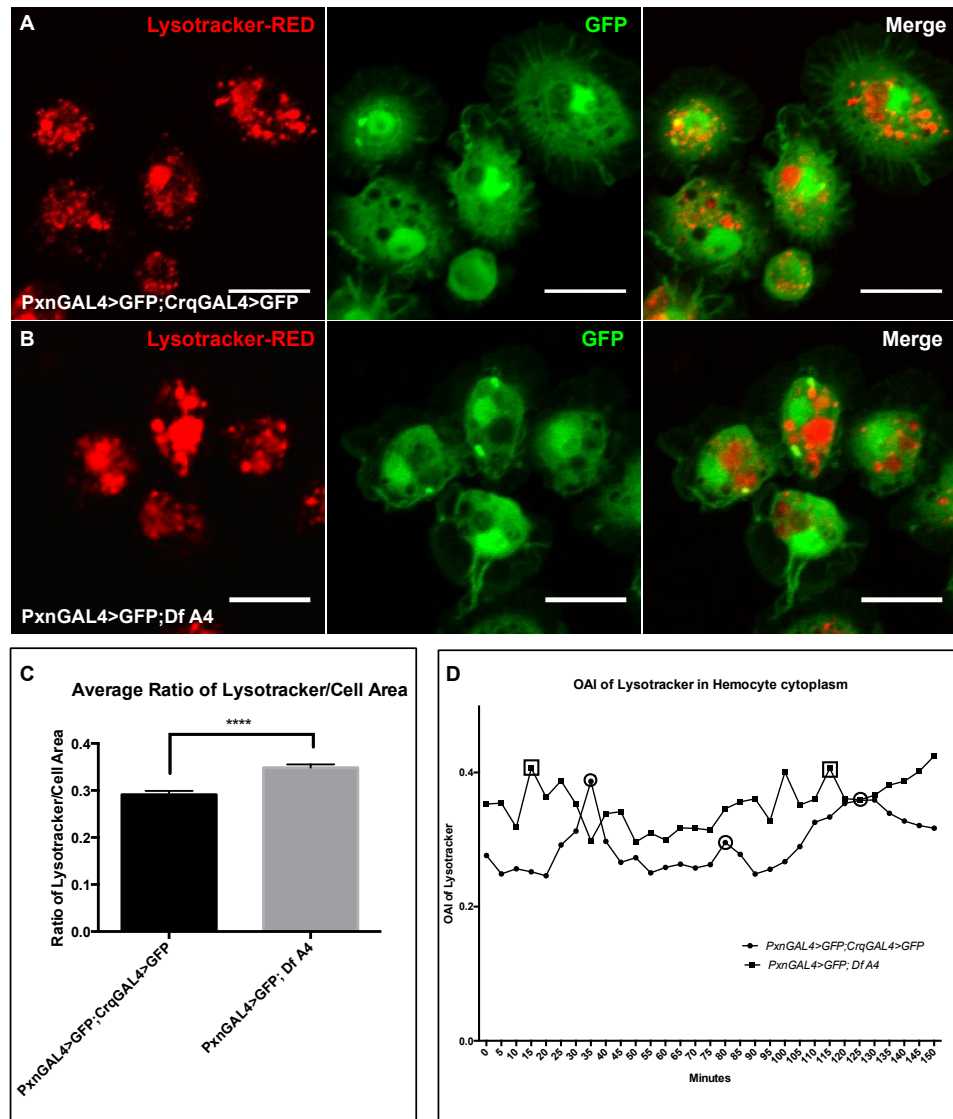 A
Lysotracker-RED
GFP
Merge
PxnGAL4>GFP;CrqGAL4>GFP
B
Lysotracker-RED
GFP
Merge
PxnGAL4>GFP;Df A4
C
Average Ratio of Lysotracker/Cell Area
****
Ratio of Lysotracker/Cell Area
0.4
0.3
0.2
0.1
0.0
PxnGAL4>GFP;CrqGAL4>GFP
PxnGAL4>GFP; Df A4
D
OAI of Lysotracker in Hemocyte cytoplasm
OAI of Lysotracker
0.4
0.2
0.0
PxnGAL4>GFP;CrqGAL4>GFP
PxnGAL4>GFP; Df A4
0 5 10 15 20 25 30 35 40 45 50 55 60 65 70 75 80 85 90 95 100 105 110 115 120 125 130 135 140 145 150
Minutes